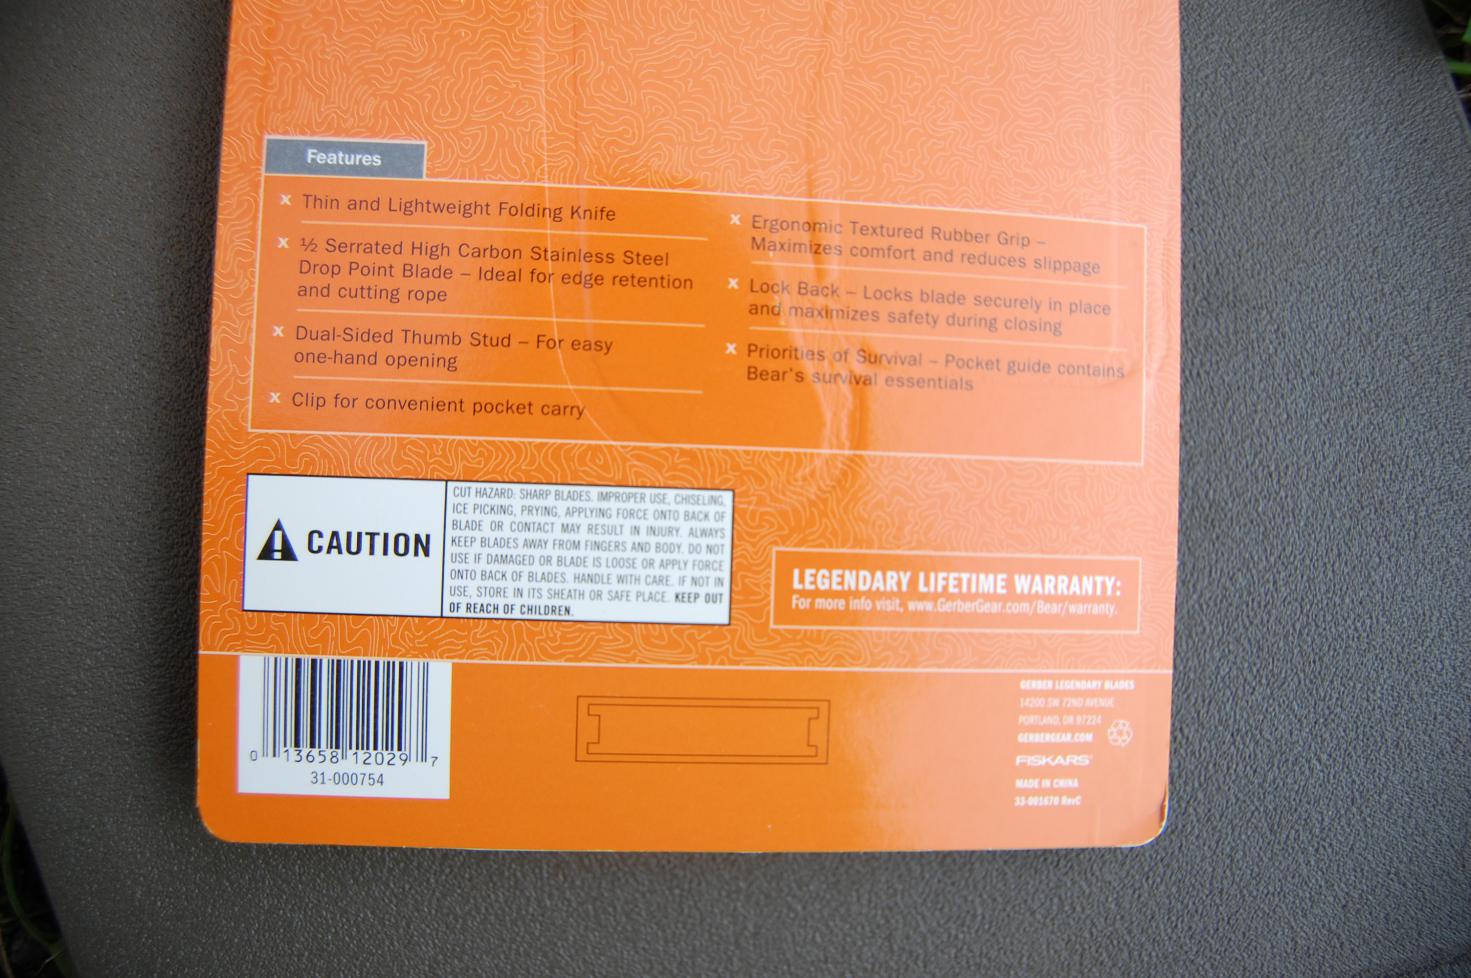 Features
x Thin and Lightweight Folding Knife
x ½ Serrated High Carbon Stainless Steel
Drop Point Blade – Ideal for edge retention
and cutting rope
x Dual-Sided Thumb Stud – For easy
one-hand opening
x Clip for convenient pocket carry
x Ergonomic Textured Rubber Grip –
Maximizes comfort and reduces slippage
x Lock Back – Locks blade securely in place
and maximizes safety during closing
x Priorities of Survival – Pocket guide contains
Bear's survival essentials
CAUTION
CUT HAZARD: SHARP BLADES. IMPROPER USE, CHISELING,
ICE PICKING, PRYING, APPLYING FORCE ONTO BACK OF
BLADE OR CONTACT MAY RESULT IN INJURY. ALWAYS
KEEP BLADES AWAY FROM FINGERS AND BODY. DO NOT
USE IF DAMAGED OR BLADE IS LOOSE OR APPLY FORCE
ONTO BACK OF BLADES. HANDLE WITH CARE. IF NOT IN
USE, STORE IN ITS SHEATH OR SAFE PLACE. KEEP OUT
OF REACH OF CHILDREN.
LEGENDARY LIFETIME WARRANTY:
For more info visit, www.GerberGear.com/Bear/warranty.
0 13658 12029 7
31-000754
GERBER LEGENDARY BLADES
14200 SW 72ND AVENUE
PORTLAND, OR 97224
GERBERGEAR.COM
FISKARS®
MADE IN CHINA
33-001670 RevC